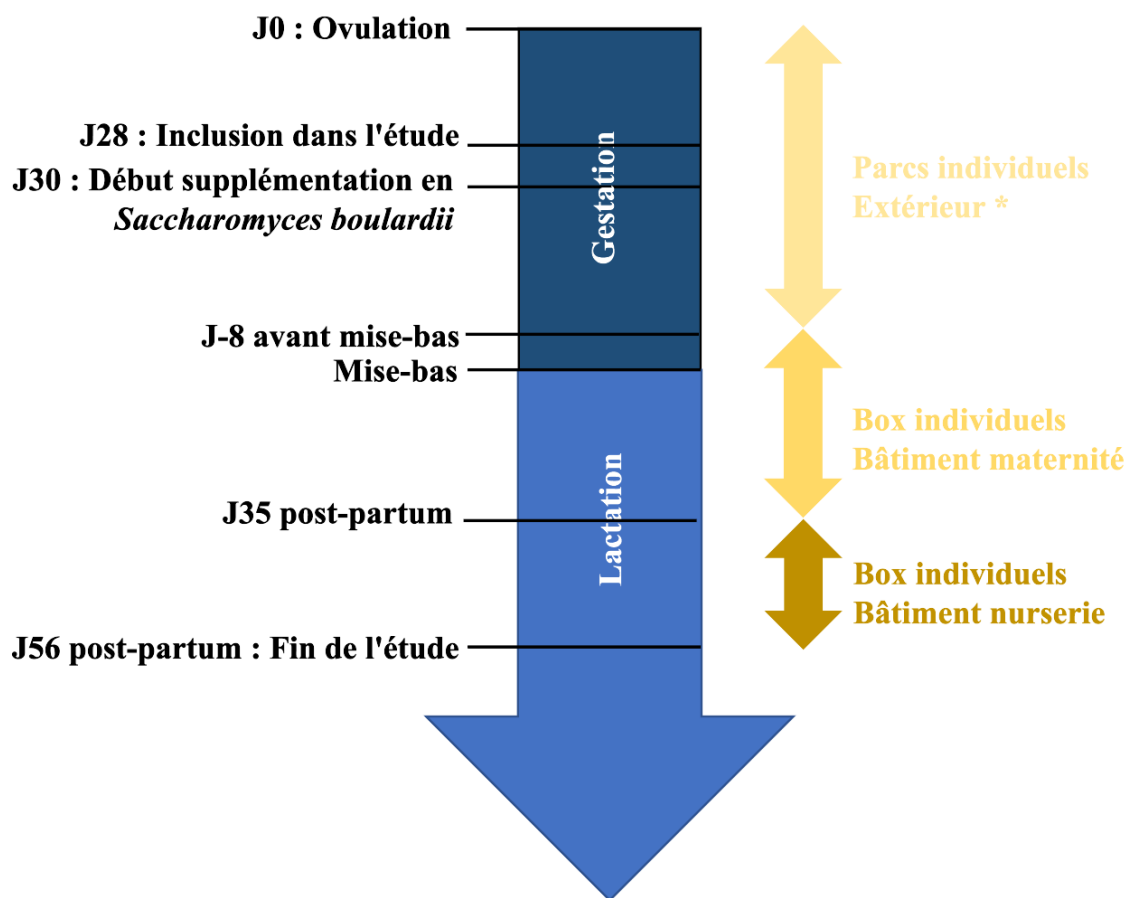 J0 : Ovulation
J28 : Inclusion dans l'étude
J30 : Début supplémentation en
Saccharomyces boulardii
J-8 avant mise-bas
Mise-bas
J35 post-partum
J56 post-partum : Fin de l'étude
Gestation
Lactation
Parcs individuels
Extérieur *
Box individuels
Bâtiment maternité
Box individuels
Bâtiment nurserie